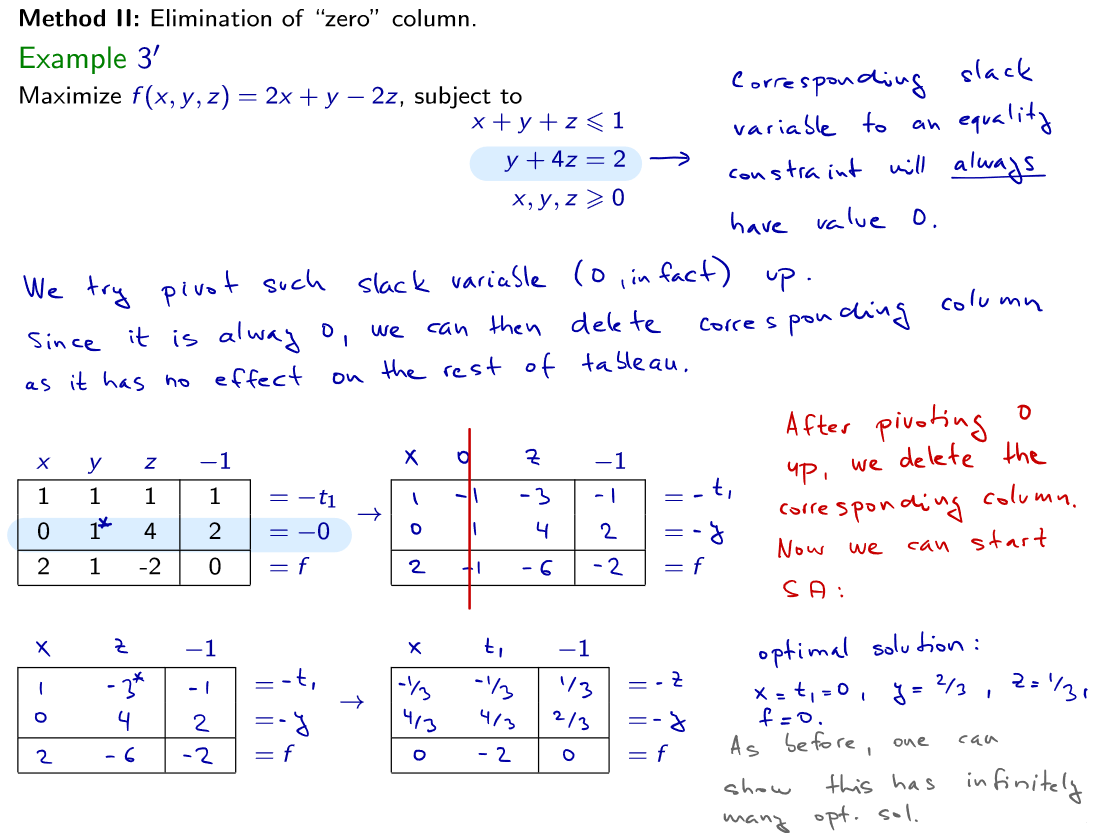 Method II: Elimination of “zero” column.
Example 3′
Maximize f(x, y, z) = 2x + y − 2z, subject to
x + y + z ⩽ 1
y + 4z = 2 →
x, y, z ⩾ 0
Corresponding slack
variable to an equality
constraint will always
have value 0.
We try pivot such slack variable (0, in fact) up.
Since it is alway 0, we can then delete corresponding column
as it has no effect on the rest of tableau.
x y z −1
1 1 1 1 = −t₁
0 1* 4 2 = −0
2 1 -2 0 = f
→
x 0 z −1
1 -1 -3 -1 = -t₁
0 1 4 2 = -y
2 -1 -6 -2 = f
After pivoting 0
up, we delete the
corresponding column.
Now we can start
SA:
x z −1
1 -3* -1 = -t₁
0 4 2 = -y
2 -6 -2 = f
→
x t₁ −1
-1/3 -1/3 1/3 = -z
4/3 4/3 2/3 = -y
0 -2 0 = f
optimal solution:
x = t₁ = 0, y = 2/3, z = 1/3,
f = 0.
As before, one can
show this has infinitely
many opt. sol.